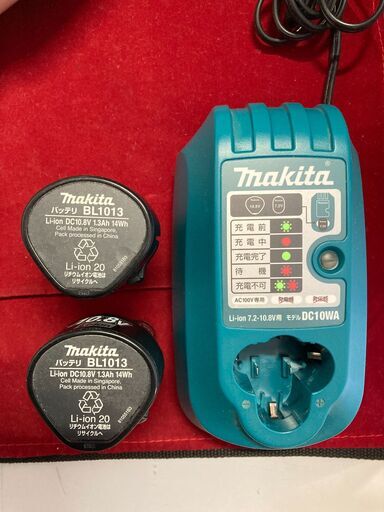 makita
バッテリ BL1013
Li-ion DC10.8V 1.3Ah 14Wh
Cell Made in Singapore,
Pack processed in China
Li-ion 20
リチウムイオン電池は
リサイクルへ
10.8V
makita
バッテリ BL1013
Li-ion DC10.8V 1.3Ah 14Wh
Cell Made in Singapore,
Pack processed in China
Li-ion 20
リチウムイオン電池は
リサイクルへ
makita
10.8V 7.2V
充電前
充電中
充電完了
待機
充電不可
AC100V専用
Li-ion 7.2-10.8V用 モデル DC10WA